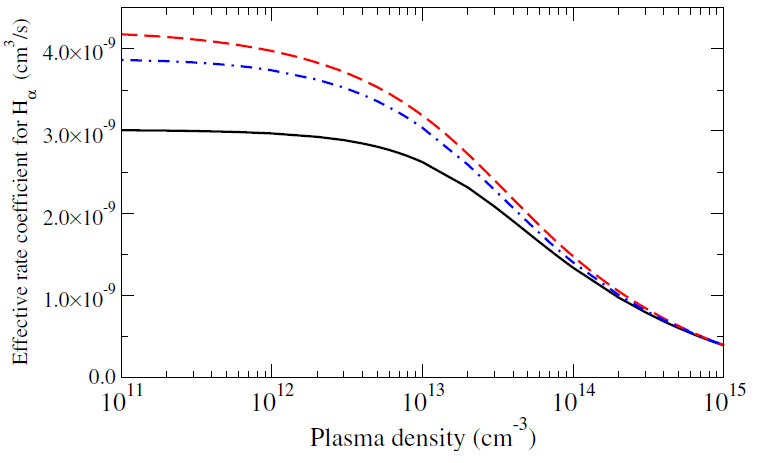 Effective rate coefficient for Hα (cm³/s)
4.0×10⁻⁹
3.0×10⁻⁹
2.0×10⁻⁹
1.0×10⁻⁹
0.0
10¹¹ 10¹² 10¹³ 10¹⁴ 10¹⁵
Plasma density (cm⁻³)